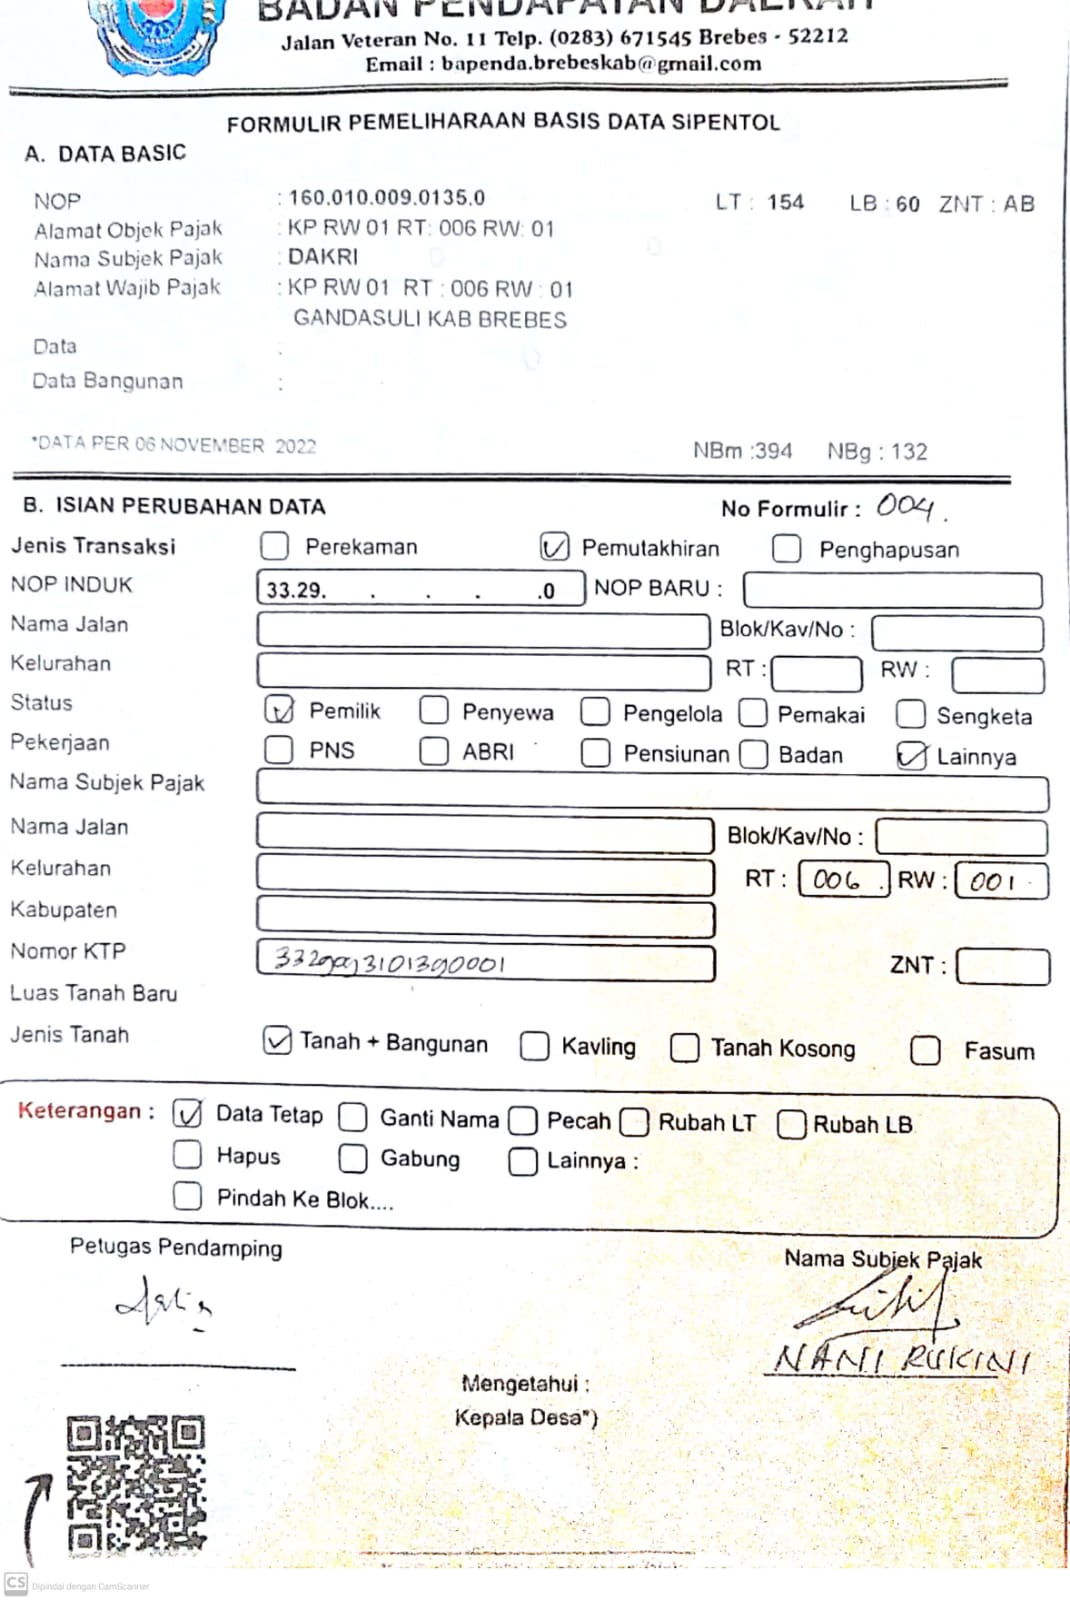 BADAN PENDAPATAN DAERAH
Jalan Veteran No. 11 Telp. (0283) 671545 Brebes - 52212
Email : bapenda.brebeskab@gmail.com
FORMULIR PEMELIHARAAN BASIS DATA SiPENTOL
A. DATA BASIC
NOP : 160.010.009.0135.0 LT : 154 LB : 60 ZNT : AB
Alamat Objek Pajak : KP RW 01 RT: 006 RW: 01
Nama Subjek Pajak : DAKRI
Alamat Wajib Pajak : KP RW 01 RT : 006 RW : 01
GANDASULI KAB BREBES
Data :
Data Bangunan :
*DATA PER 06 NOVEMBER 2022 NBm :394 NBg : 132
B. ISIAN PERUBAHAN DATA No Formulir : 004.
Jenis Transaksi Perekaman Pemutakhiran Penghapusan
NOP INDUK 33.29. . . . .0 NOP BARU :
Nama Jalan Blok/Kav/No :
Kelurahan RT : RW :
Status Pemilik Penyewa Pengelola Pemakai Sengketa
Pekerjaan PNS ABRI Pensiunan Badan Lainnya
Nama Subjek Pajak
Nama Jalan Blok/Kav/No :
Kelurahan RT : 006 RW : 001
Kabupaten
Nomor KTP ZNT :
Luas Tanah Baru
Jenis Tanah Tanah + Bangunan Kavling Tanah Kosong Fasum
Keterangan : Data Tetap Ganti Nama Pecah Rubah LT Rubah LB
Hapus Gabung Lainnya :
Pindah Ke Blok....
Petugas Pendamping Nama Subjek Pajak
NANI RUKINI
Mengetahui :
Kepala Desa*)
CS Dipindai dengan CamScanner